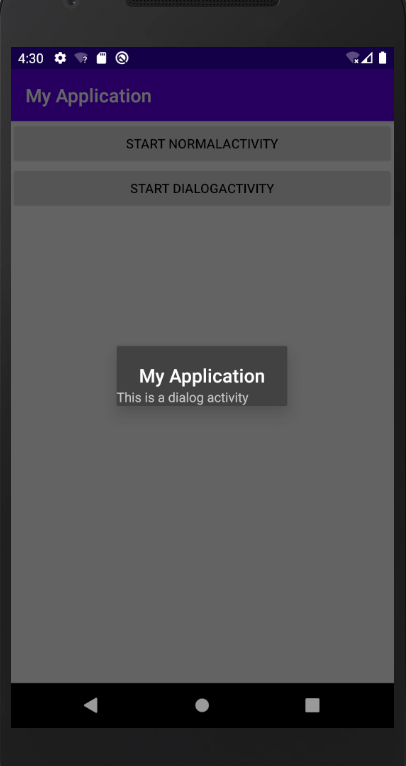 4:30
My Application
START NORMALACTIVITY
START DIALOGACTIVITY
My Application
This is a dialog activity